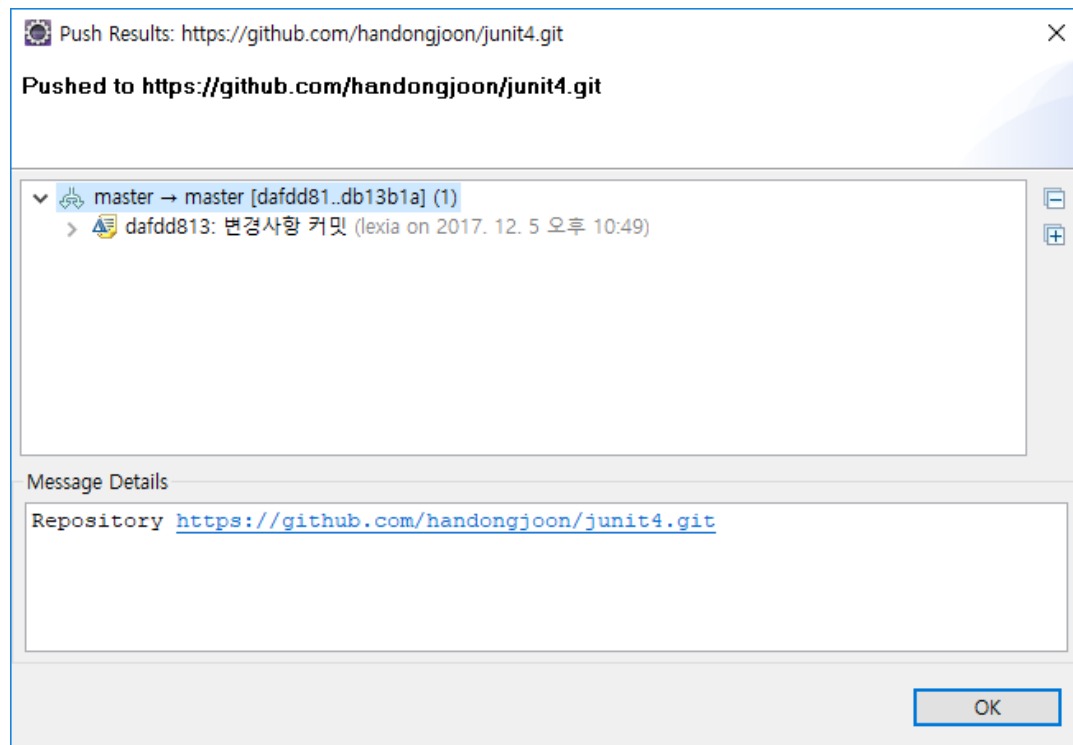 Push Results: https://github.com/handongjoon/junit4.git
Pushed to https://github.com/handongjoon/junit4.git
master → master [dafdd81..db13b1a] (1)
dafdd813: 변경사항 커밋 (lexia on 2017. 12. 5 오후 10:49)
Message Details
Repository https://github.com/handongjoon/junit4.git
OK